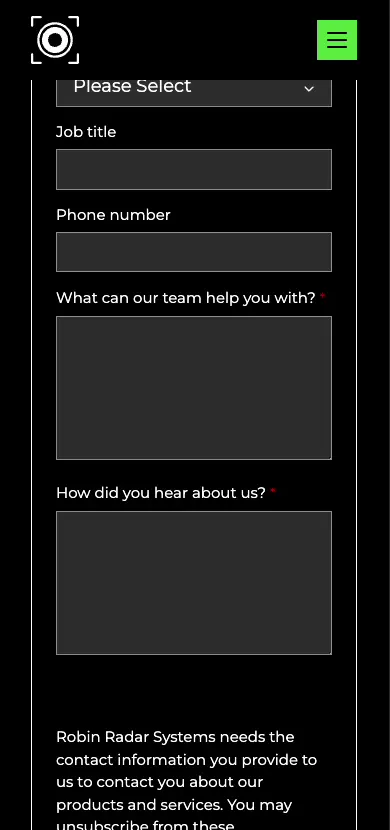 Please Select
Job title
Phone number
What can our team help you with? *
How did you hear about us? *
Robin Radar Systems needs the
contact information you provide to
us to contact you about our
products and services. You may
unsubscribe from these